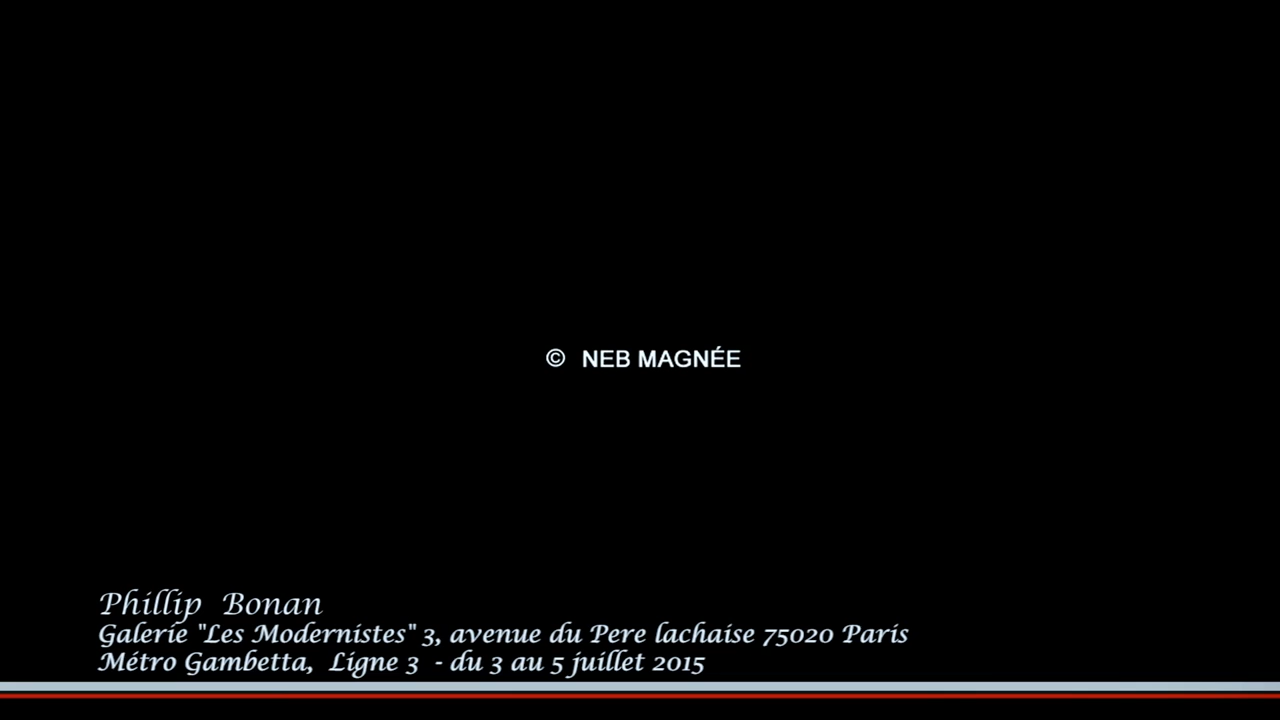 © NEB MAGNÉE
Phillip Bonan
Galerie "Les Modernistes" 3, avenue du Pere lachaise 75020 Paris
Métro Gambetta, Ligne 3 - du 3 au 5 juillet 2015